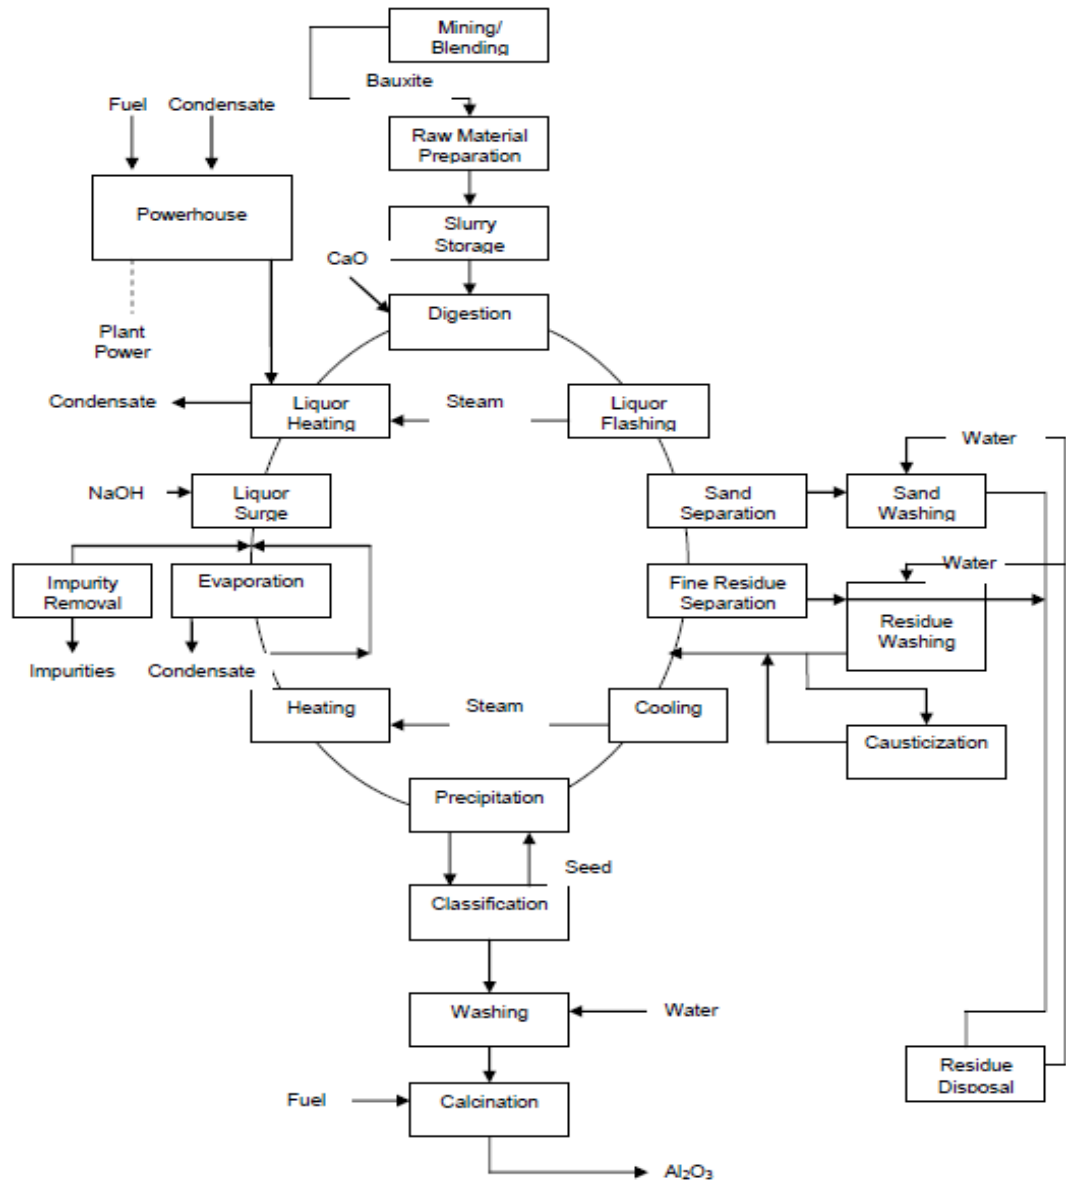 Mining/
Blending
Bauxite
Fuel
Condensate
Raw Material
Preparation
Powerhouse
Slurry
Storage
CaO
Digestion
Plant
Power
Condensate
Liquor
Heating
Steam
Liquor
Flashing
Water
NaOH
Liquor
Surge
Sand
Separation
Sand
Washing
Impurity
Removal
Evaporation
Fine Residue
Separation
Water
Residue
Washing
Impurities
Condensate
Heating
Steam
Cooling
Causticization
Precipitation
Seed
Classification
Washing
Water
Residue
Disposal
Fuel
Calcination
Al₂O₃